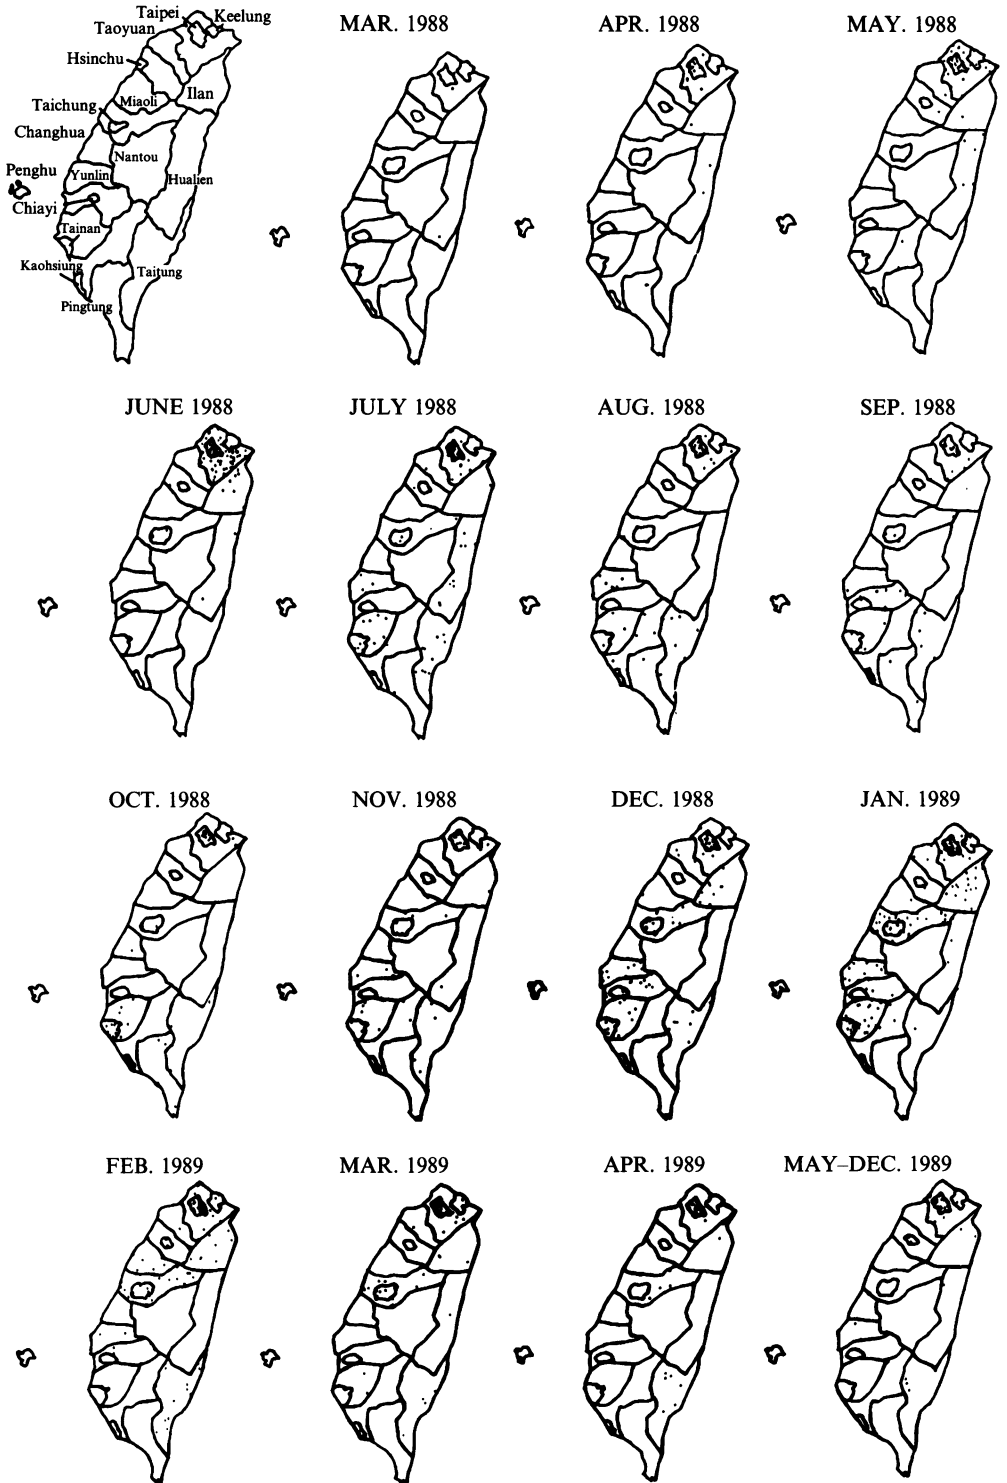 Taipei
Keelung
Taoyuan
Hsinchu
Miaoli
Ilan
Taichung
Changhua
Nantou
Penghu
Yunlin
Hualien
Chiayi
Tainan
Kaohsiung
Taitung
Pingtung
MAR. 1988
APR. 1988
MAY. 1988
JUNE 1988
JULY 1988
AUG. 1988
SEP. 1988
OCT. 1988
NOV. 1988
DEC. 1988
JAN. 1989
FEB. 1989
MAR. 1989
APR. 1989
MAY–DEC. 1989